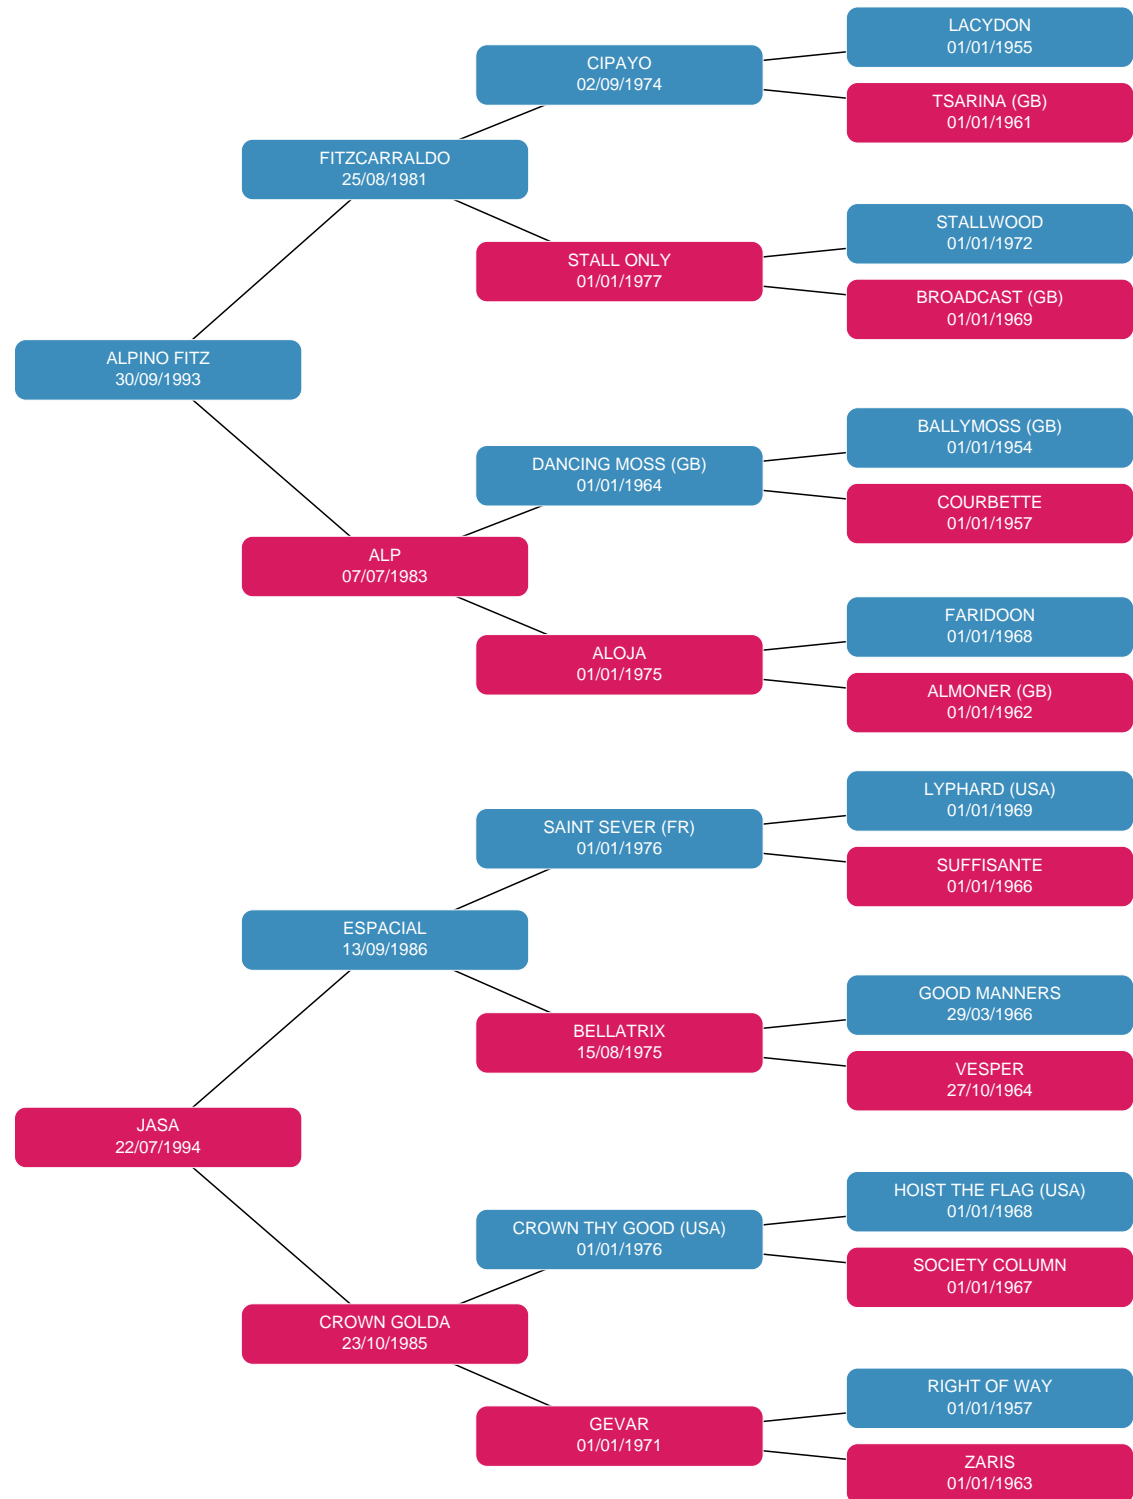 LACYDON
01/01/1955
CIPAYO
02/09/1974
TSARINA (GB)
01/01/1961
FITZCARRALDO
25/08/1981
STALLWOOD
01/01/1972
STALL ONLY
01/01/1977
BROADCAST (GB)
01/01/1969
ALPINO FITZ
30/09/1993
BALLYMOSS (GB)
01/01/1954
DANCING MOSS (GB)
01/01/1964
COURBETTE
01/01/1957
ALP
07/07/1983
FARIDOON
01/01/1968
ALOJA
01/01/1975
ALMONER (GB)
01/01/1962
LYPHARD (USA)
01/01/1969
SAINT SEVER (FR)
01/01/1976
SUFFISANTE
01/01/1966
ESPACIAL
13/09/1986
GOOD MANNERS
29/03/1966
BELLATRIX
15/08/1975
VESPER
27/10/1964
JASA
22/07/1994
HOIST THE FLAG (USA)
01/01/1968
CROWN THY GOOD (USA)
01/01/1976
SOCIETY COLUMN
01/01/1967
CROWN GOLDA
23/10/1985
RIGHT OF WAY
01/01/1957
GEVAR
01/01/1971
ZARIS
01/01/1963